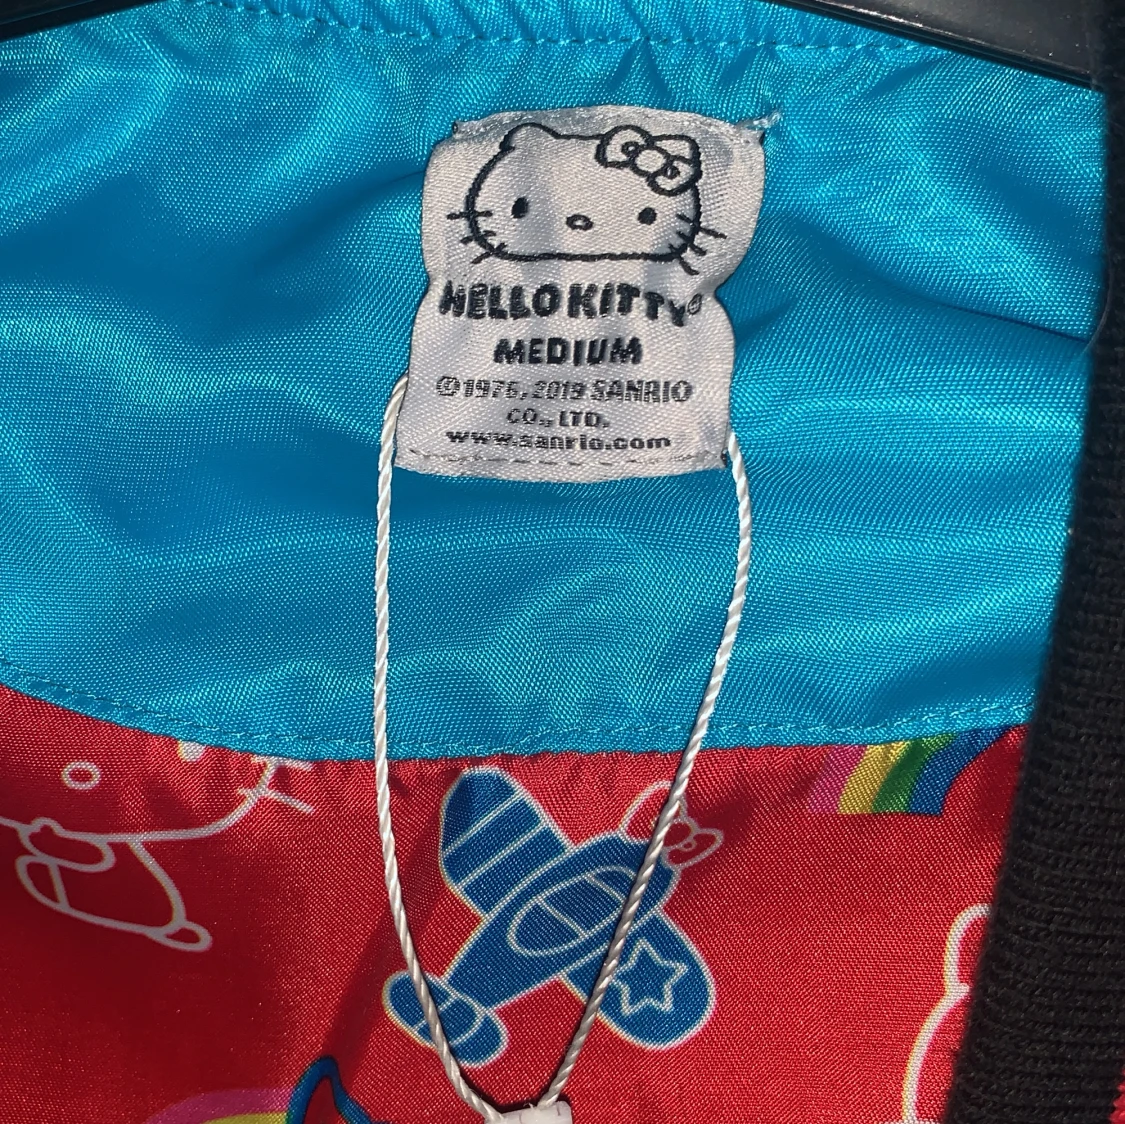 HELLO KITTY®
MEDIUM
©1976, 2019 SANRIO
CO., LTD.
www.sanrio.com